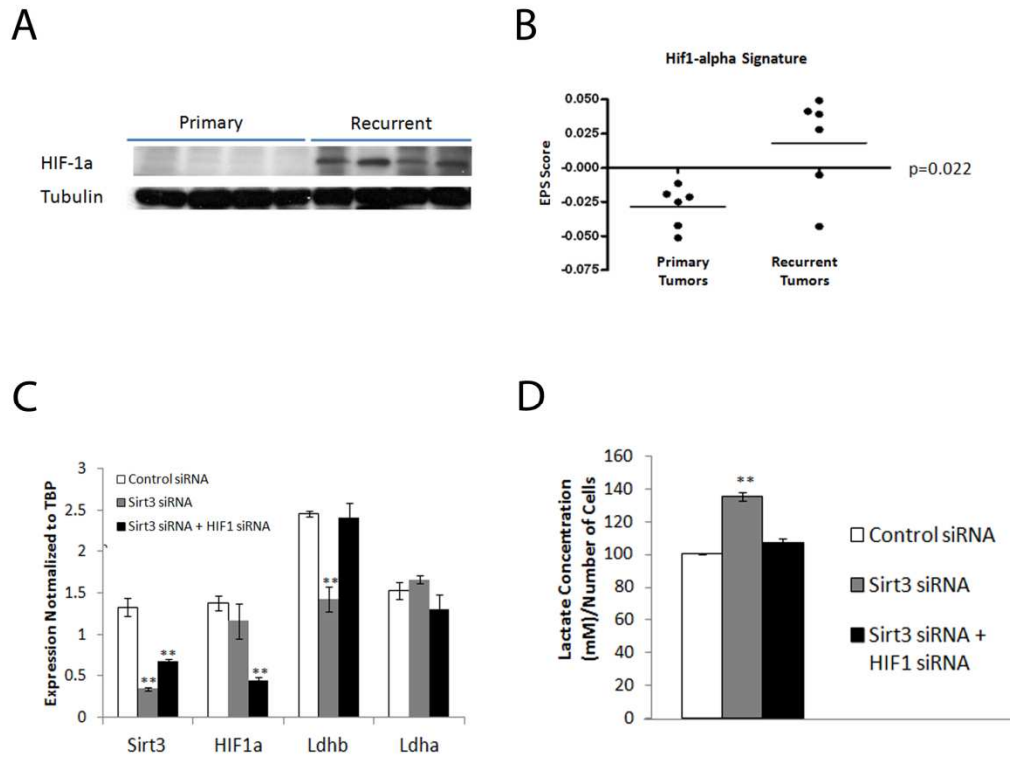 A
Primary Recurrent
HIF-1a
Tubulin
B
Hif1-alpha Signature
EPS Score
0.050
0.025
-0.000
-0.025
-0.050
-0.075
p=0.022
Primary Recurrent
Tumors Tumors
C
Expression Notmalized to TBP
3
2.5
2
1.5
1
0.5
0
Control siRNA
Sirt3 siRNA
Sirt3 siRNA + HIF1 siRNA
**
**
**
**
Sirt3 HIF1a Ldhb Ldha
D
Lactate Concentration
(mM)/Number of Cells
160
140
120
100
80
60
40
20
0
**
Control siRNA
Sirt3 siRNA
Sirt3 siRNA +
HIF1 siRNA